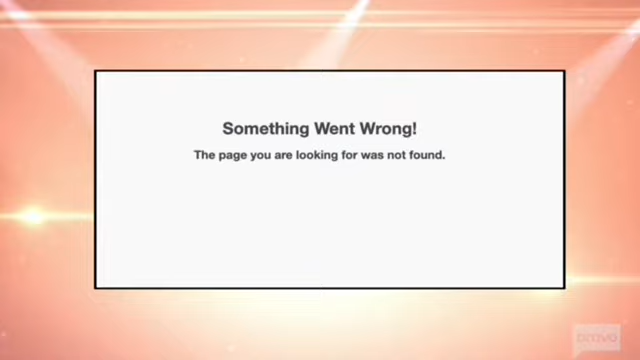 Something Went Wrong!
The page you are looking for was not found.